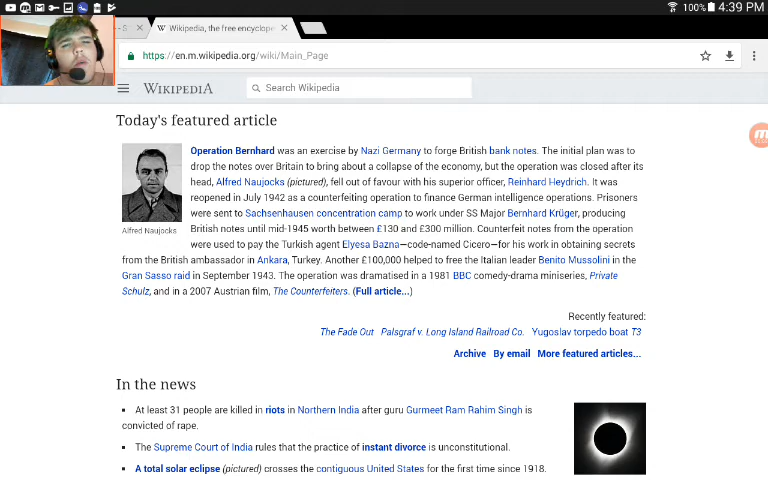 100% 4:39 PM
- S × W Wikipedia, the free encyclope ×
https://en.m.wikipedia.org/wiki/Main_Page
WIKIPEDIA Search Wikipedia
Today's featured article
Operation Bernhard was an exercise by Nazi Germany to forge British bank notes. The initial plan was to
drop the notes over Britain to bring about a collapse of the economy, but the operation was closed after its
head, Alfred Naujocks (pictured), fell out of favour with his superior officer, Reinhard Heydrich. It was
reopened in July 1942 as a counterfeiting operation to finance German intelligence operations. Prisoners
were sent to Sachsenhausen concentration camp to work under SS Major Bernhard Krüger, producing
British notes until mid-1945 worth between £130 and £300 million. Counterfeit notes from the operation
were used to pay the Turkish agent Elyesa Bazna—code-named Cicero—for his work in obtaining secrets
from the British ambassador in Ankara, Turkey. Another £100,000 helped to free the Italian leader Benito Mussolini in the
Gran Sasso raid in September 1943. The operation was dramatised in a 1981 BBC comedy-drama miniseries, Private
Schulz, and in a 2007 Austrian film, The Counterfeiters. (Full article...)
Alfred Naujocks
Recently featured:
The Fade Out Palsgraf v. Long Island Railroad Co. Yugoslav torpedo boat T3
Archive By email More featured articles...
In the news
At least 31 people are killed in riots in Northern India after guru Gurmeet Ram Rahim Singh is
convicted of rape.
The Supreme Court of India rules that the practice of instant divorce is unconstitutional.
A total solar eclipse (pictured) crosses the contiguous United States for the first time since 1918.